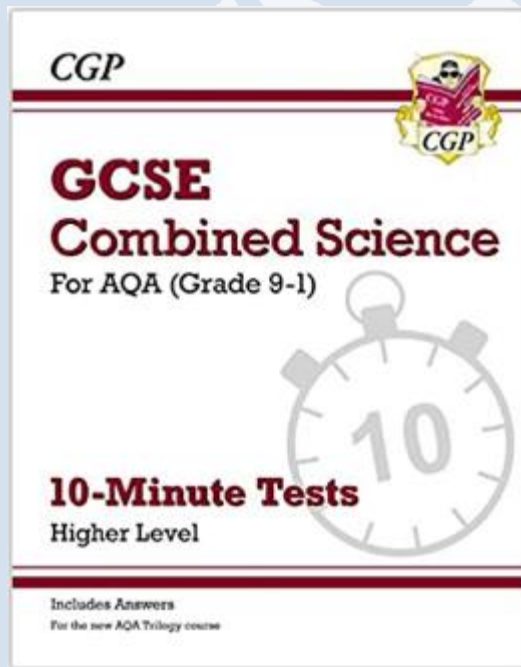 CGP
CGP
CGP
GCSE
Combined Science
For AQA (Grade 9-1)
10
10-Minute Tests
Higher Level
Includes Answers
For the new AQA Trilogy course